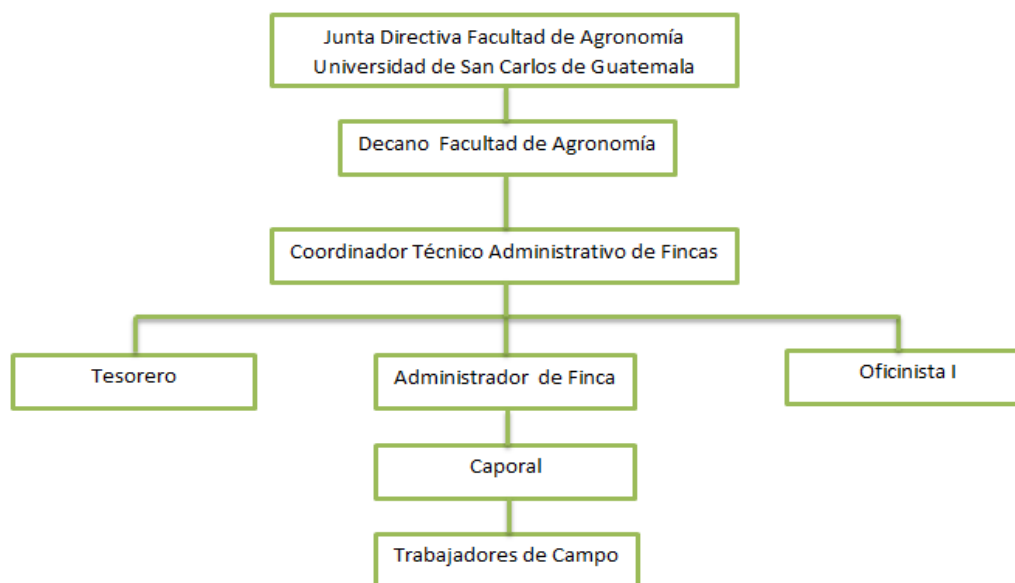 Junta Directiva Facultad de Agronomía
Universidad de San Carlos de Guatemala
Decano Facultad de Agronomía
Coordinador Técnico Administrativo de Fincas
Tesorero
Administrador de Finca
Oficinista I
Caporal
Trabajadores de Campo